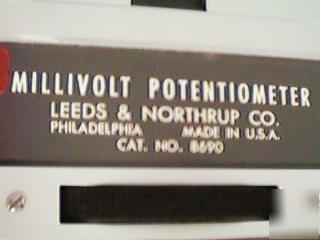 MILLIVOLT POTENTIOMETER
LEEDS & NORTHRUP CO.
PHILADELPHIA MADE IN U.S.A.
CAT. NO. 8690